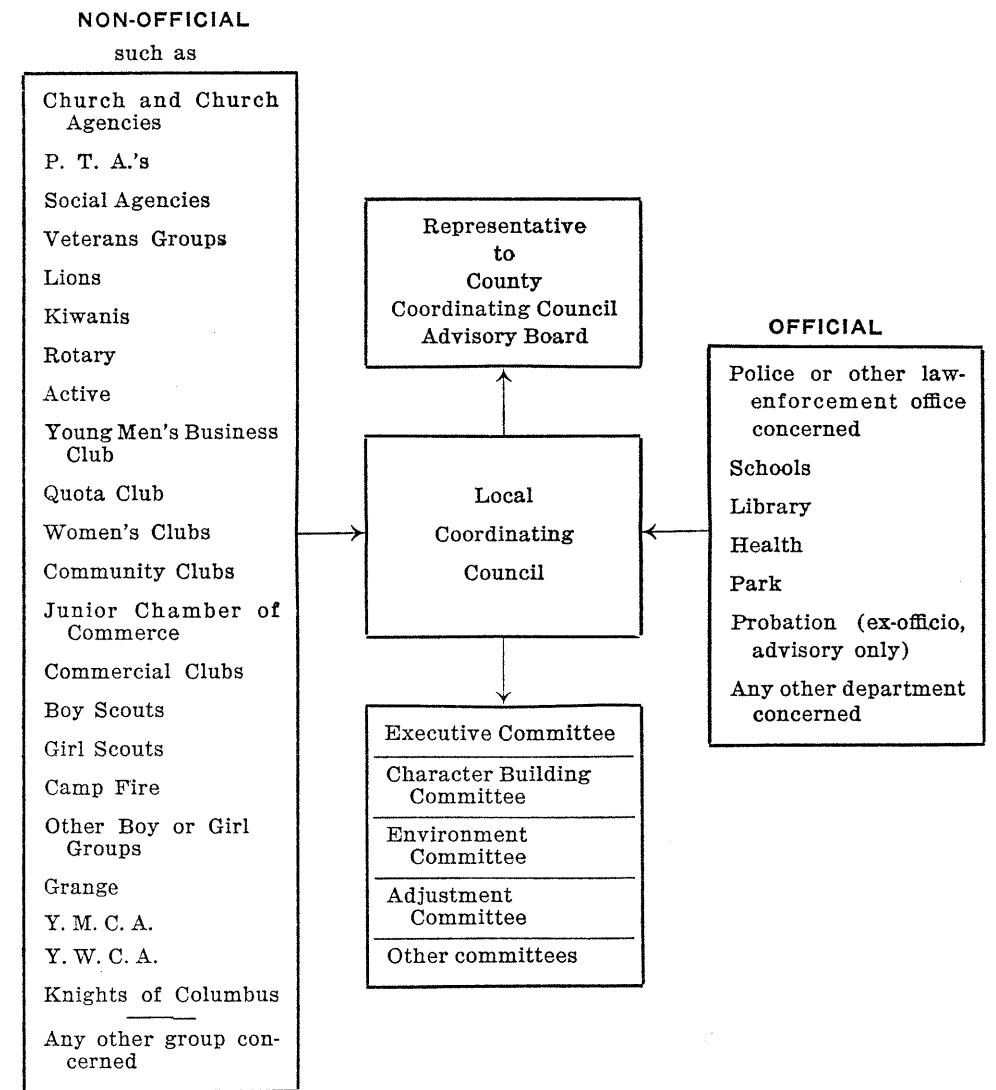 NON-OFFICIAL
such as
Church and Church
Agencies
P. T. A.'s
Social Agencies
Veterans Groups
Lions
Kiwanis
Rotary
Active
Young Men's Business
Club
Quota Club
Women's Clubs
Community Clubs
Junior Chamber of
Commerce
Commercial Clubs
Boy Scouts
Girl Scouts
Camp Fire
Other Boy or Girl
Groups
Grange
Y. M. C. A.
Y. W. C. A.
Knights of Columbus
Any other group con-
cerned
Representative
to
County
Coordinating Council
Advisory Board
Local
Coordinating
Council
Executive Committee
Character Building
Committee
Environment
Committee
Adjustment
Committee
Other committees
OFFICIAL
Police or other law-
enforcement office
concerned
Schools
Library
Health
Park
Probation (ex-officio,
advisory only)
Any other department
concerned